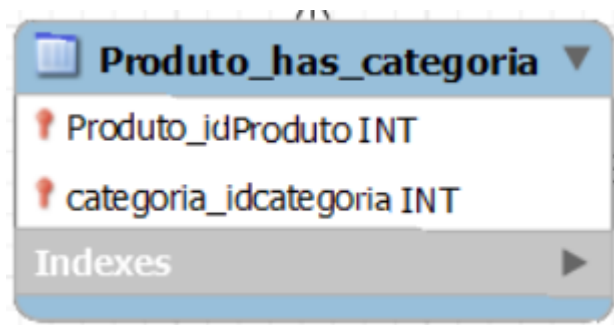 Produto_has_categoria
Produto_idProduto INT
categoria_idcategoria INT
Indexes